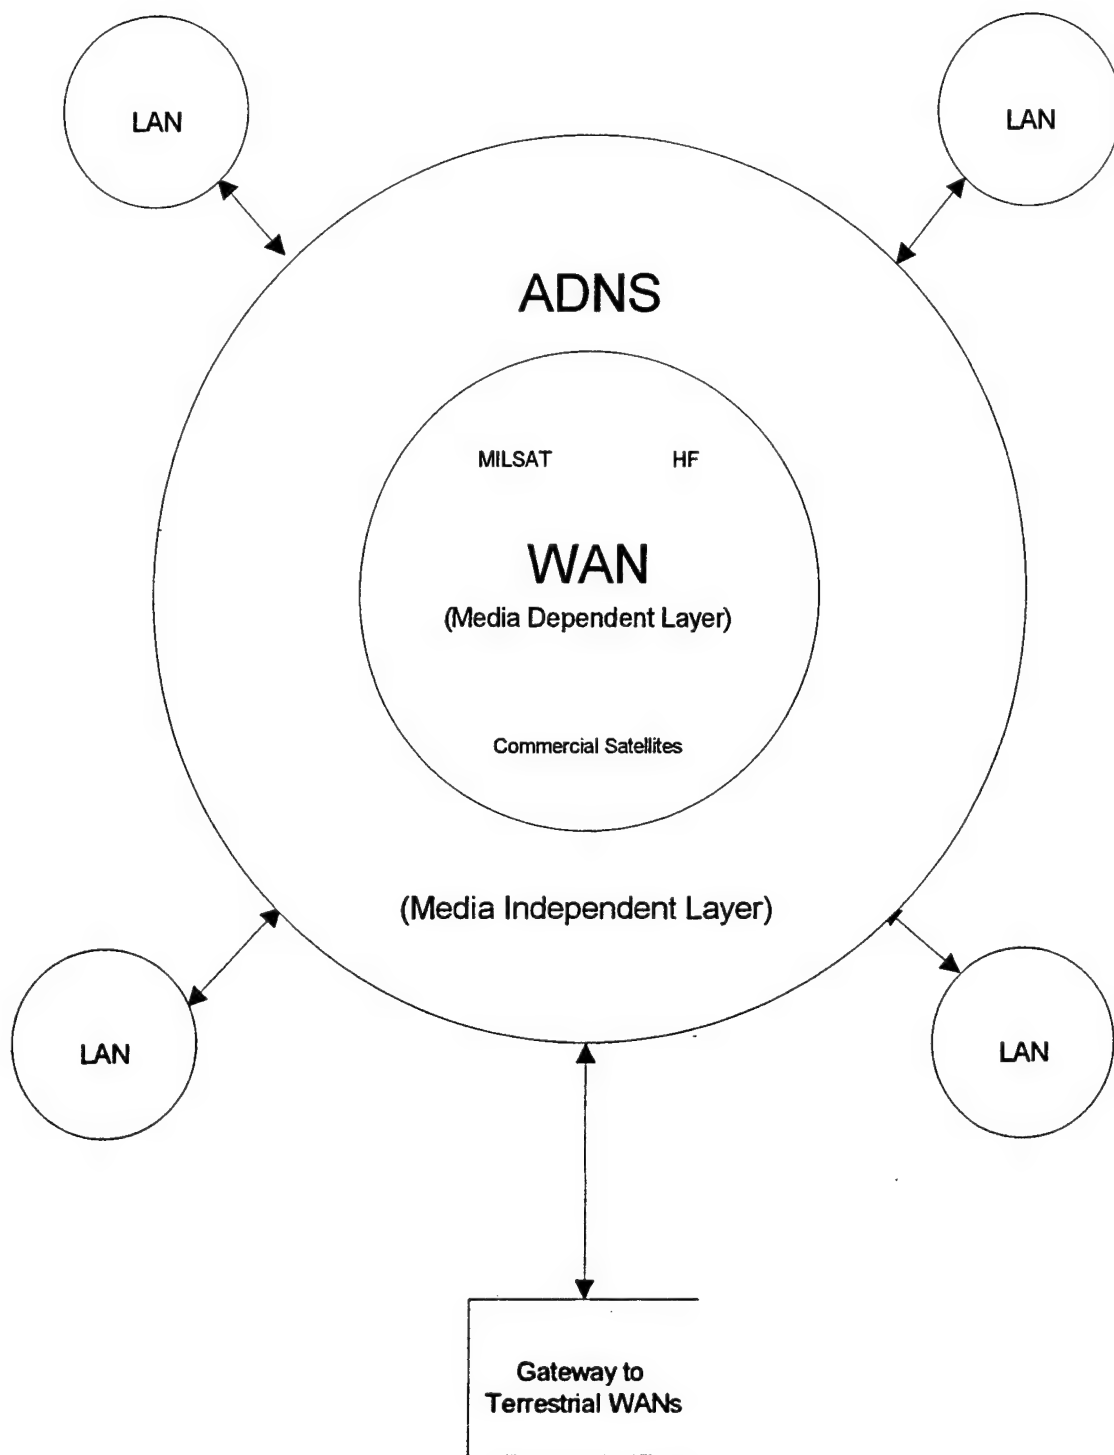 LAN
LAN
ADNS
MILSAT HF
WAN
(Media Dependent Layer)
Commercial Satellites
(Media Independent Layer)
LAN
LAN
Gateway to
Terrestrial WANs